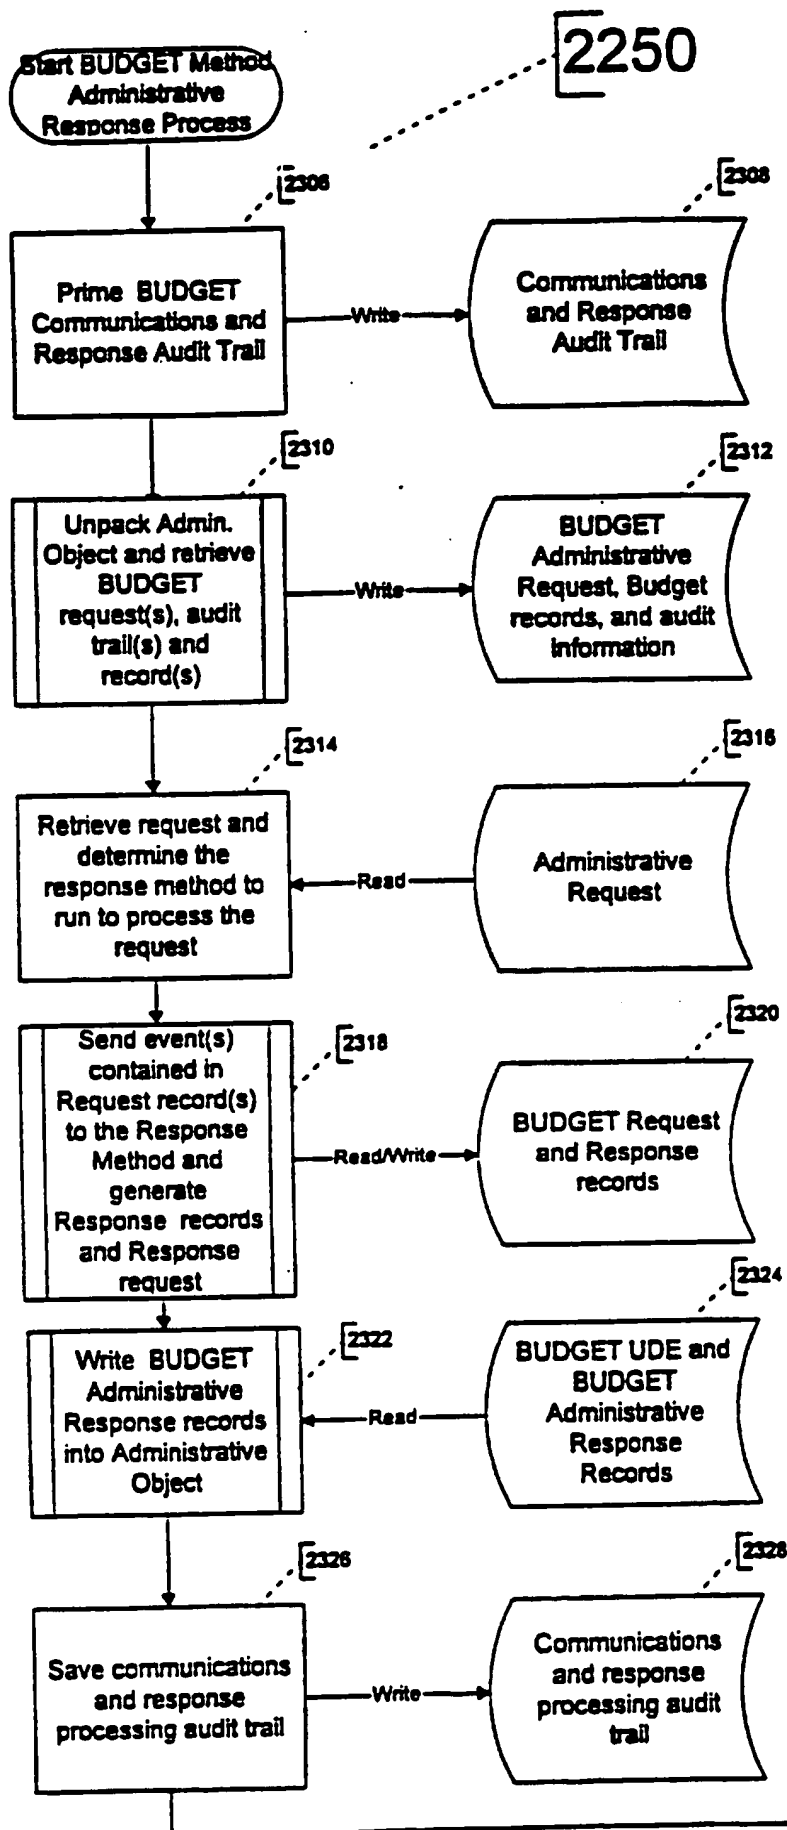 2250
Start BUDGET Method
Administrative
Response Process
2306
2308
Prime BUDGET
Communications and
Response Audit Trail
Write
Communications
and Response
Audit Trail
2310
2312
Unpack Admin.
Object and retrieve
BUDGET
request(s), audit
trail(s) and
record(s)
Write
BUDGET
Administrative
Request, Budget
records, and audit
information
2314
2316
Retrieve request and
determine the
response method to
run to process the
request
Read
Administrative
Request
2318
2320
Send event(s)
contained in
Request record(s)
to the Response
Method and
generate
Response records
and Response
request
Read/Write
BUDGET Request
and Response
records
2322
2324
Write BUDGET
Administrative
Response records
into Administrative
Object
Read
BUDGET UDE and
BUDGET
Administrative
Response
Records
2326
2328
Save communications
and response
processing audit trail
Write
Communications
and response
processing audit
trail